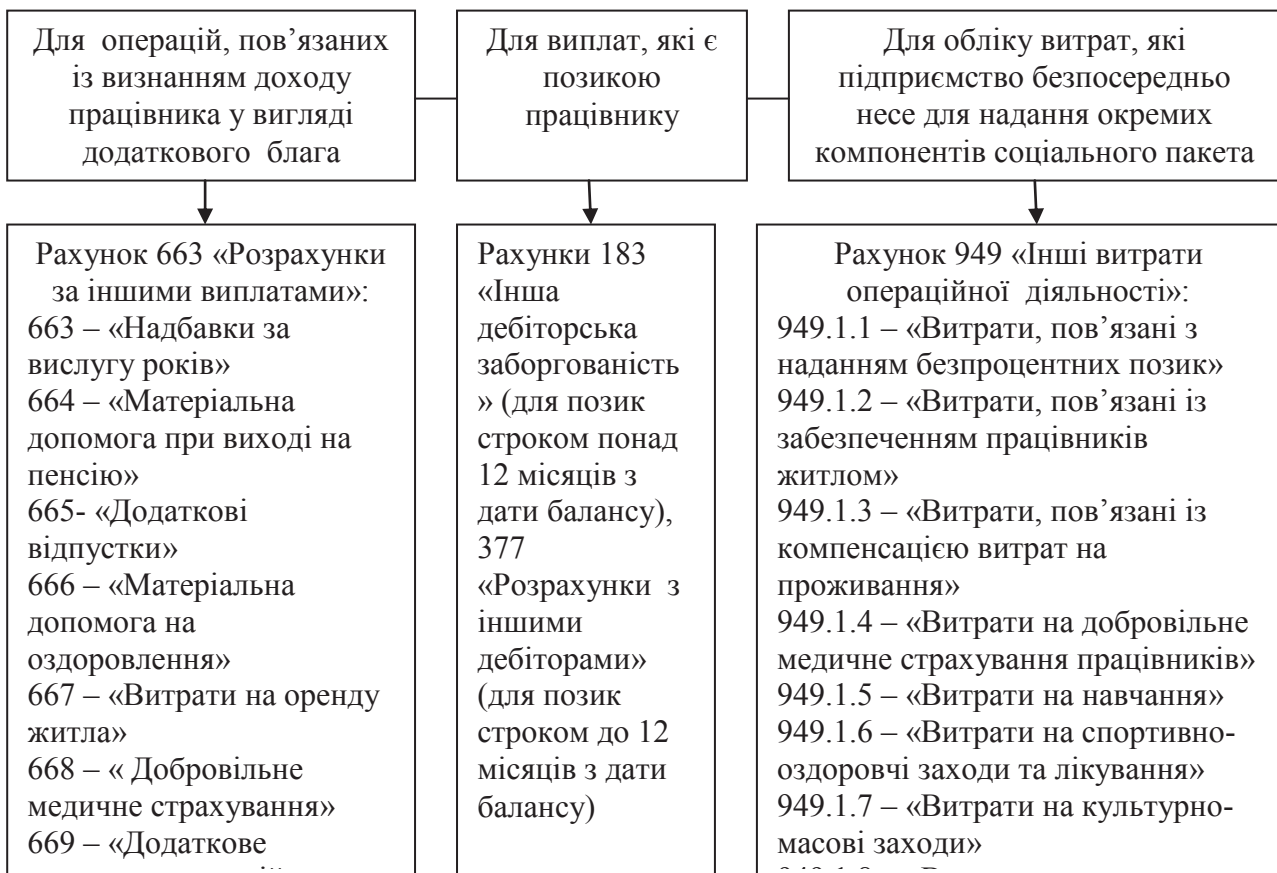 Для операцій, пов’язаних
із визнанням доходу
працівника у вигляді
додаткового блага
Для виплат, які є
позикою
працівнику
Для обліку витрат, які
підприємство безпосередньо
несе для надання окремих
компонентів соціального пакета
Рахунок 663 «Розрахунки
за іншими виплатами»:
663 – «Надбавки за
вислугу років»
664 – «Матеріальна
допомога при виході на
пенсію»
665- «Додаткові
відпустки»
666 – «Матеріальна
допомога на
оздоровлення»
667 – «Витрати на оренду
житла»
668 – « Добровільне
медичне страхування»
669 – «Додаткове
Рахунки 183
«Інша
дебіторська
заборгованість
» (для позик
строком понад
12 місяців з
дати балансу),
377
«Розрахунки з
іншими
дебіторами»
(для позик
строком до 12
місяців з дати
балансу)
Рахунок 949 «Інші витрати
операційної діяльності»:
949.1.1 – «Витрати, пов’язані з
наданням безпроцентних позик»
949.1.2 – «Витрати, пов’язані із
забезпеченням працівників
житлом»
949.1.3 – «Витрати, пов’язані із
компенсацією витрат на
проживання»
949.1.4 – «Витрати на добровільне
медичне страхування працівників»
949.1.5 – «Витрати на навчання»
949.1.6 – «Витрати на спортивно-
оздоровчі заходи та лікування»
949.1.7 – «Витрати на культурно-
масові заходи»